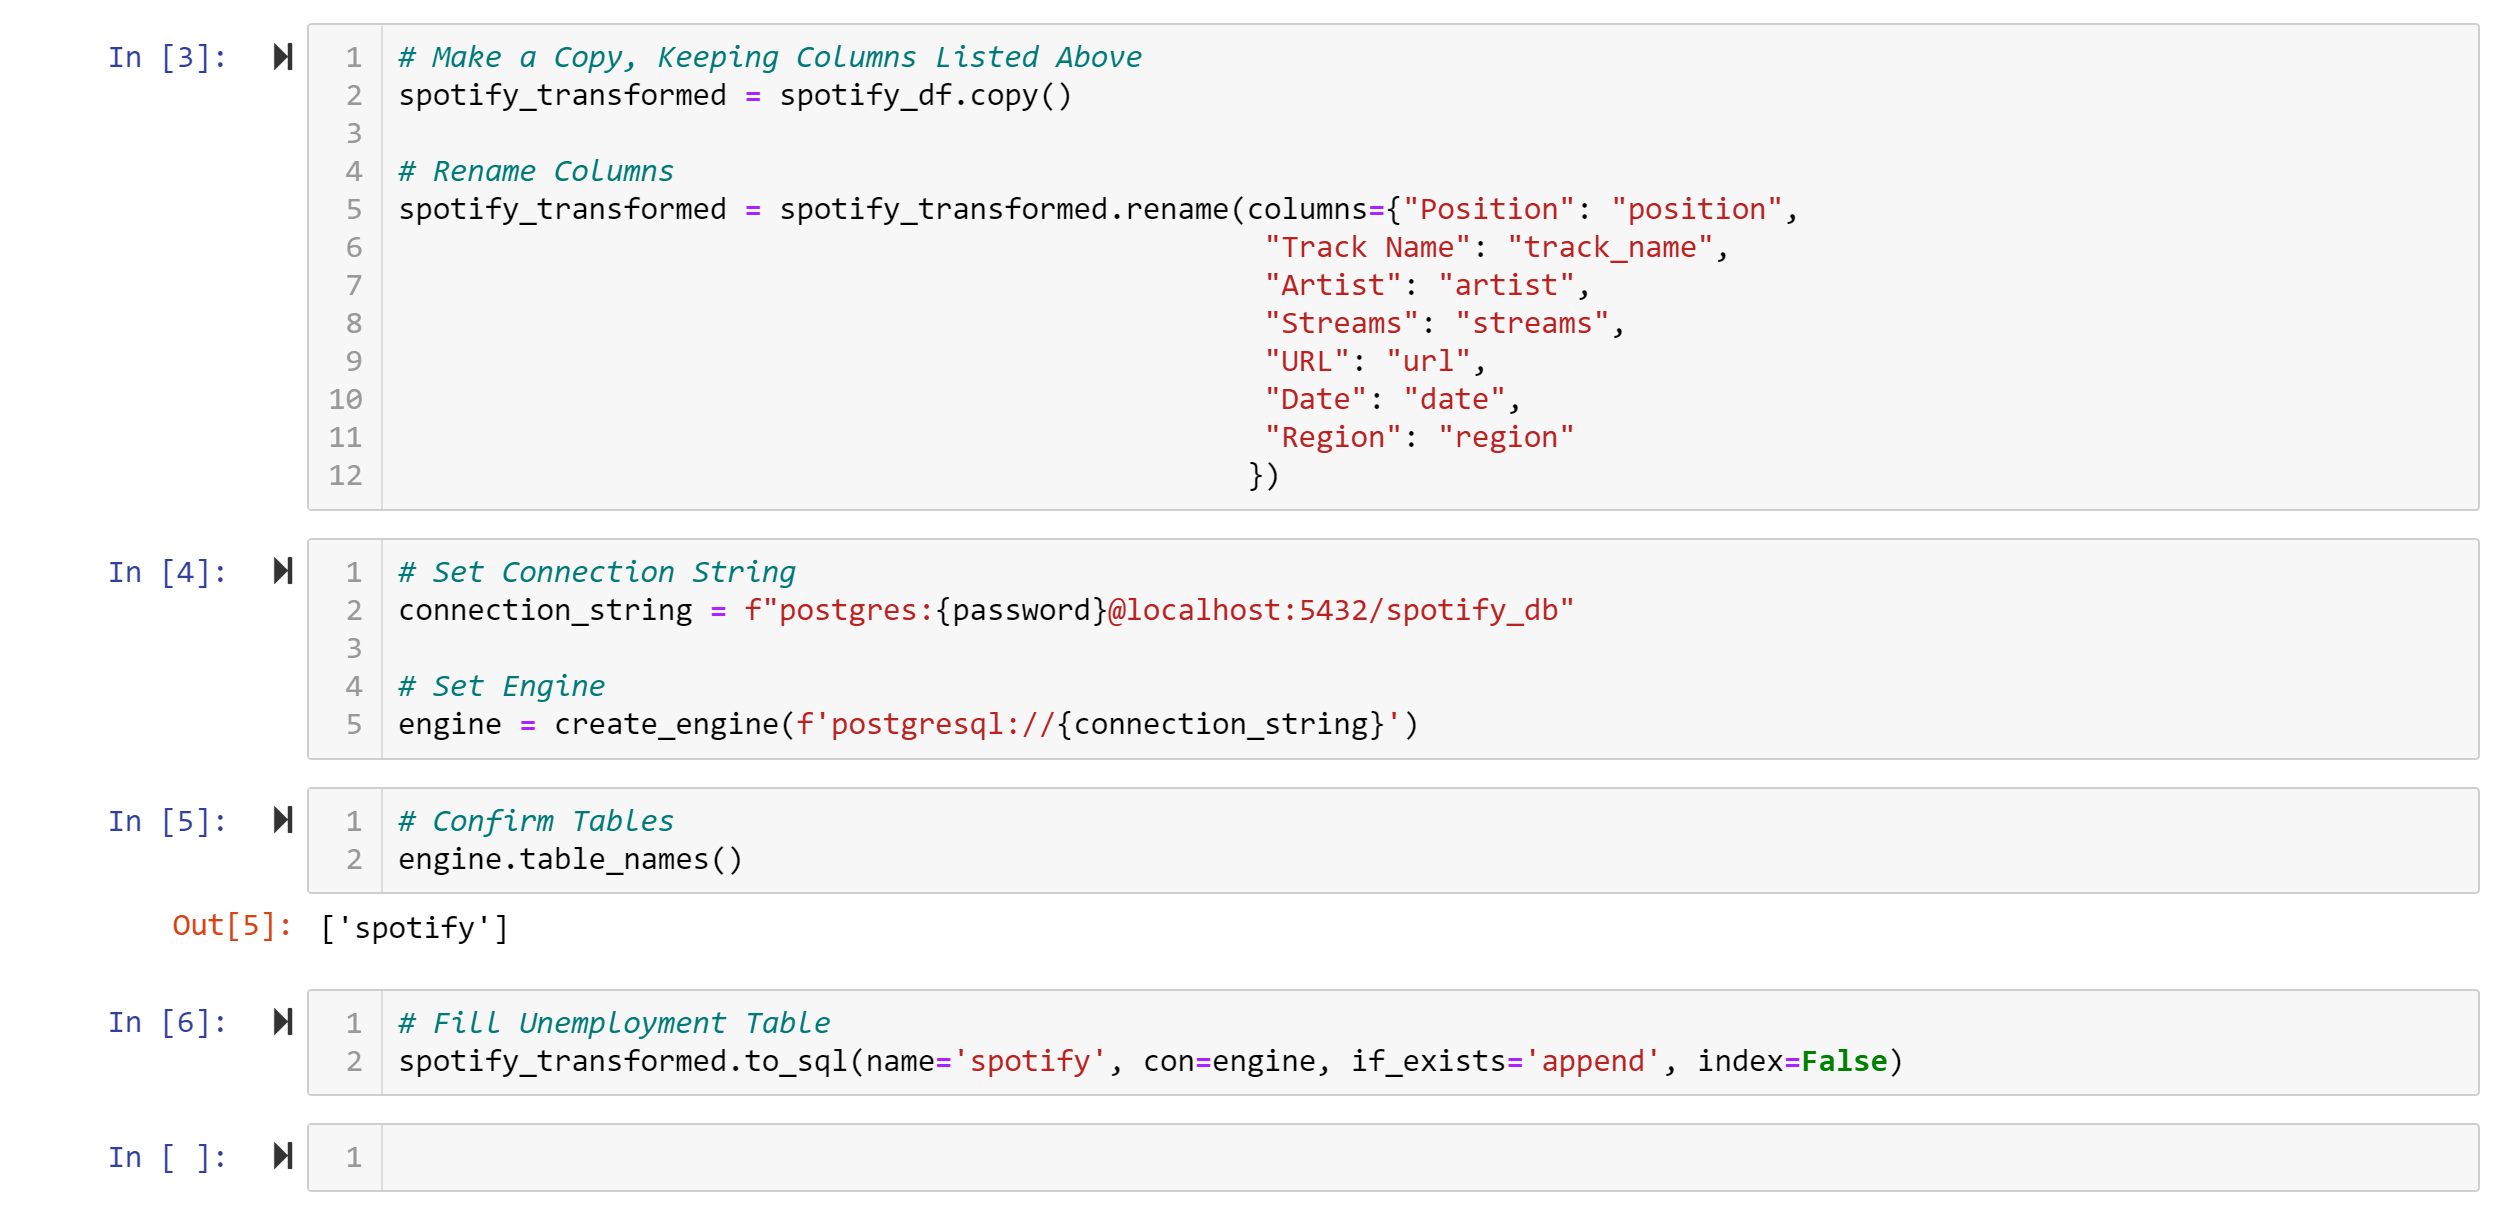 In [3]:
1 # Make a Copy, Keeping Columns Listed Above
2 spotify_transformed = spotify_df.copy()
3
4 # Rename Columns
5 spotify_transformed = spotify_transformed.rename(columns={"Position": "position",
6 "Track Name": "track_name",
7 "Artist": "artist",
8 "Streams": "streams",
9 "URL": "url",
10 "Date": "date",
11 "Region": "region"
12 })
In [4]:
1 # Set Connection String
2 connection_string = f"postgres:{password}@localhost:5432/spotify_db"
3
4 # Set Engine
5 engine = create_engine(f'postgresql://{connection_string}')
In [5]:
1 # Confirm Tables
2 engine.table_names()
Out[5]: ['spotify']
In [6]:
1 # Fill Unemployment Table
2 spotify_transformed.to_sql(name='spotify', con=engine, if_exists='append', index=False)
In [ ]:
1